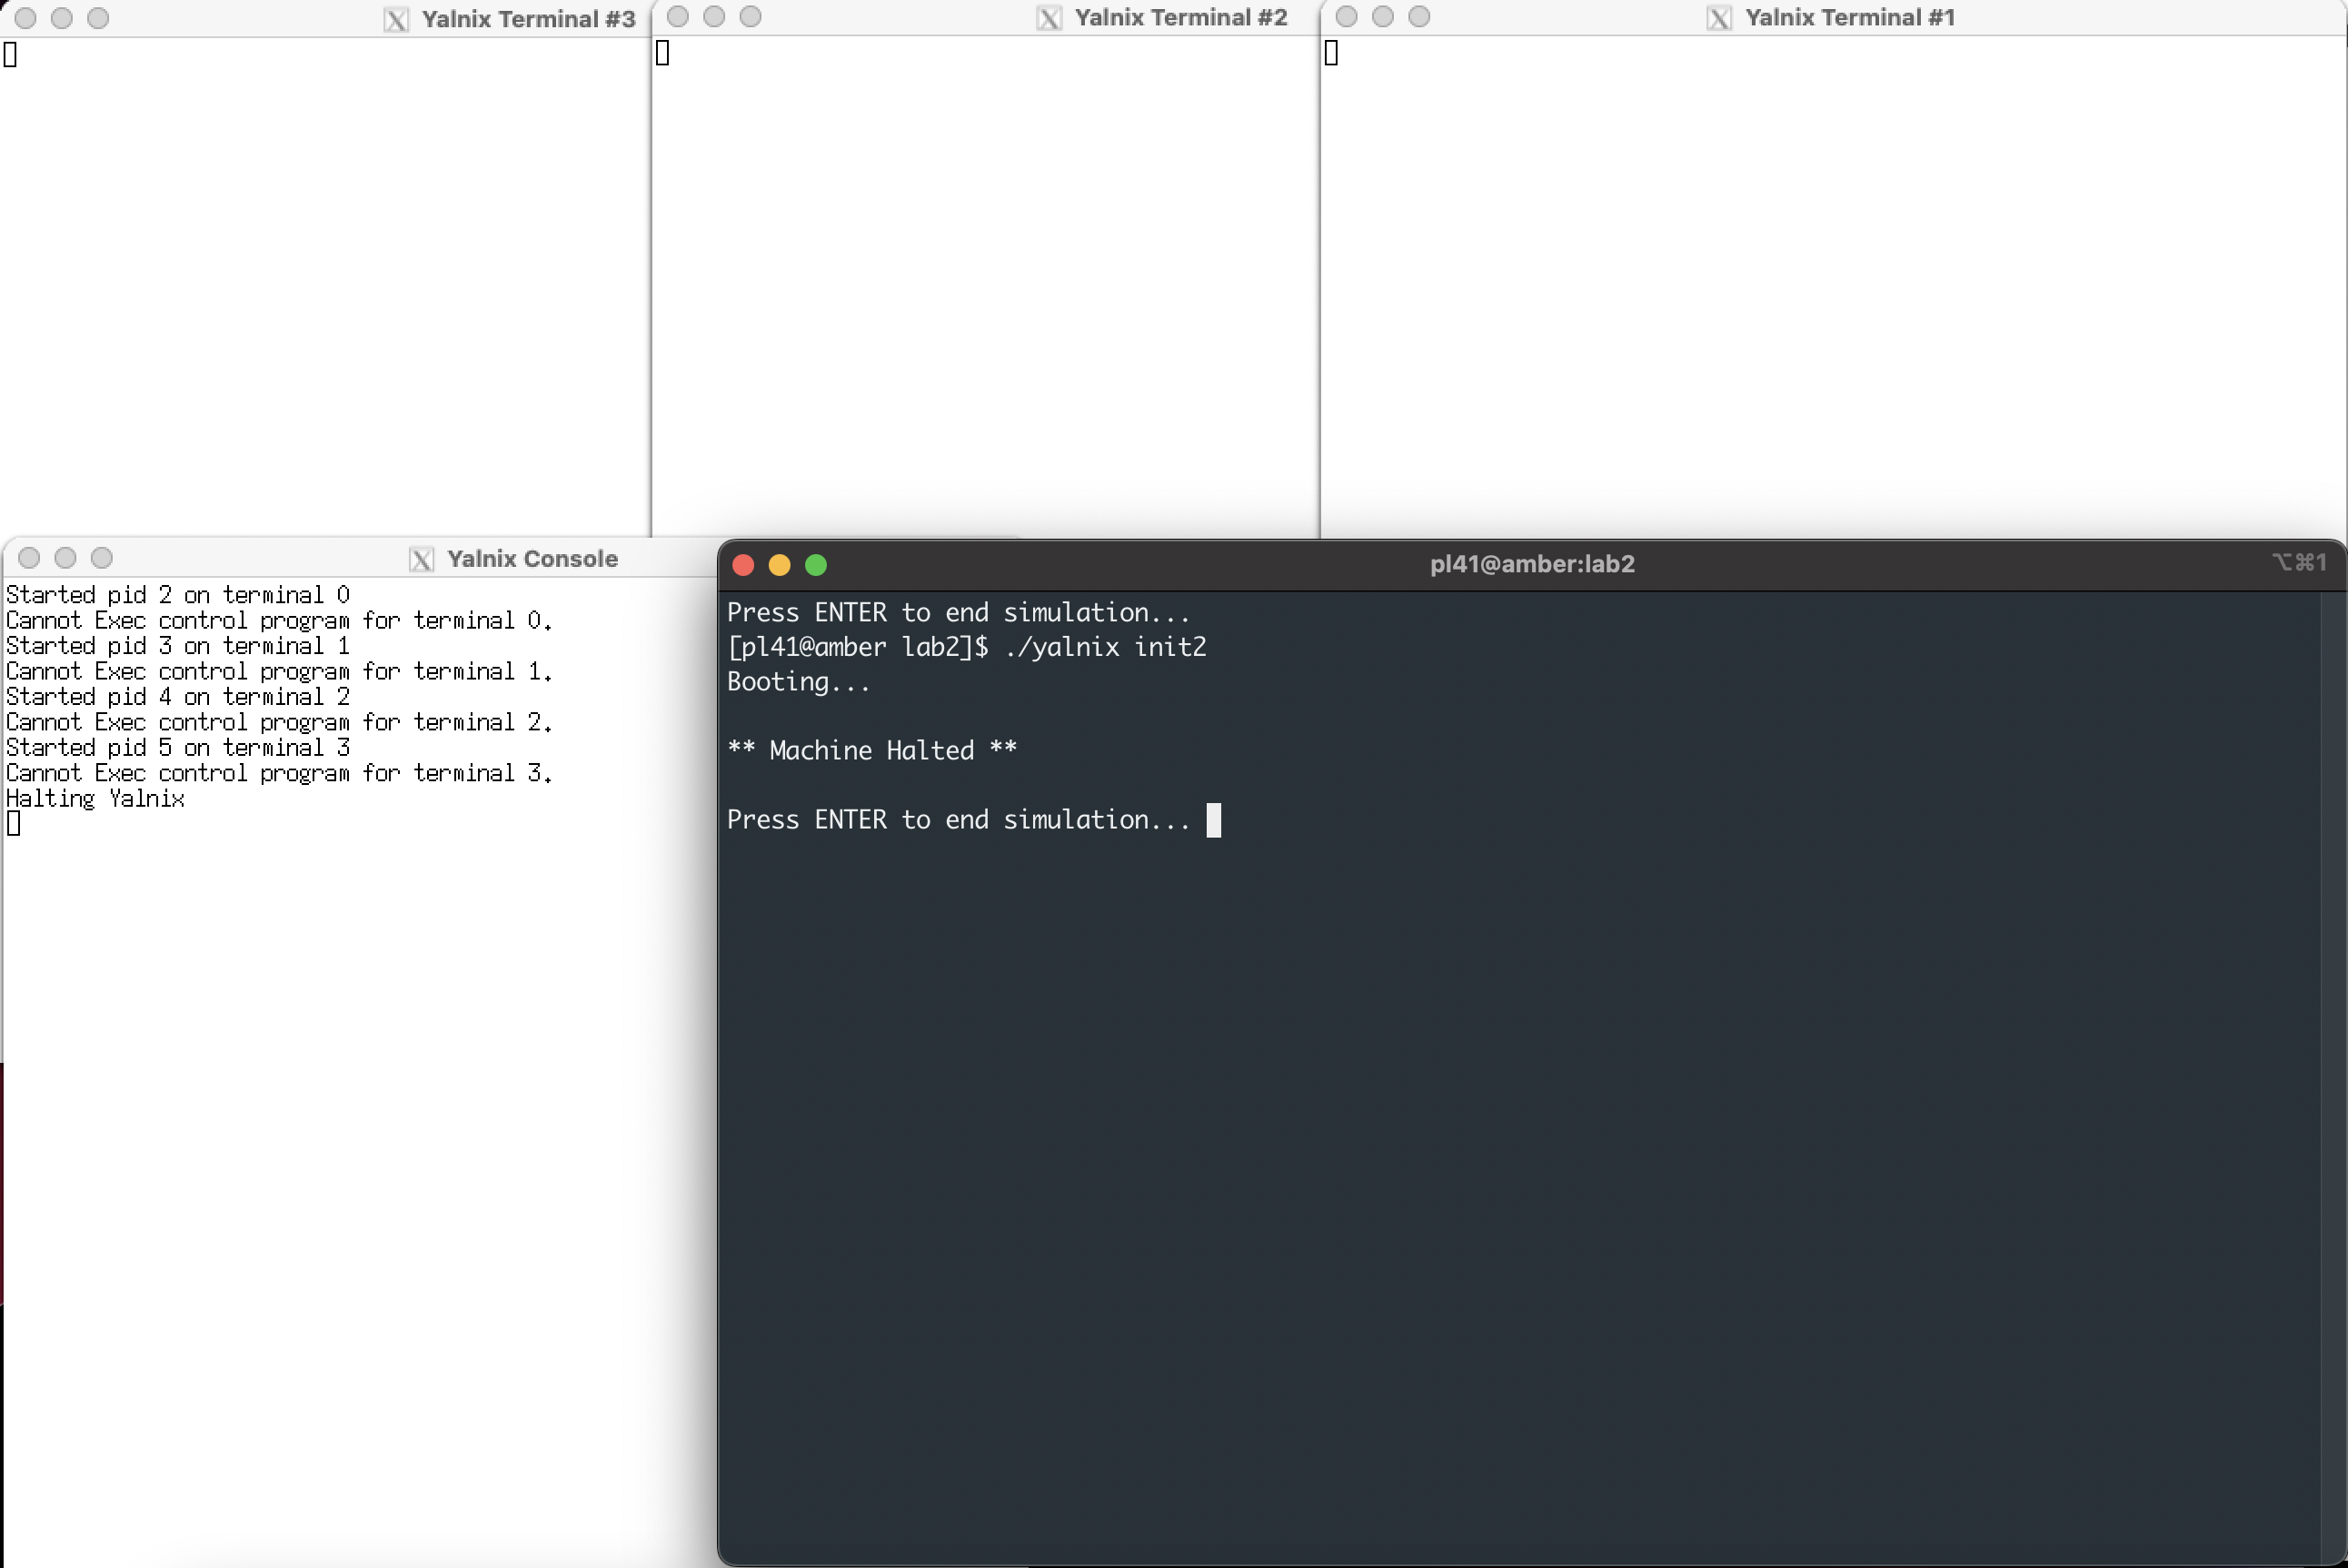 Yalnix Terminal #3
Yalnix Terminal #2
Yalnix Terminal #1
Yalnix Console
Started pid 2 on terminal 0
Cannot Exec control program for terminal 0.
Started pid 3 on terminal 1
Cannot Exec control program for terminal 1.
Started pid 4 on terminal 2
Cannot Exec control program for terminal 2.
Started pid 5 on terminal 3
Cannot Exec control program for terminal 3.
Halting Yalnix
pl41@amber:lab2
⌥⌘1
Press ENTER to end simulation...
[pl41@amber lab2]$ ./yalnix init2
Booting...
** Machine Halted **
Press ENTER to end simulation...